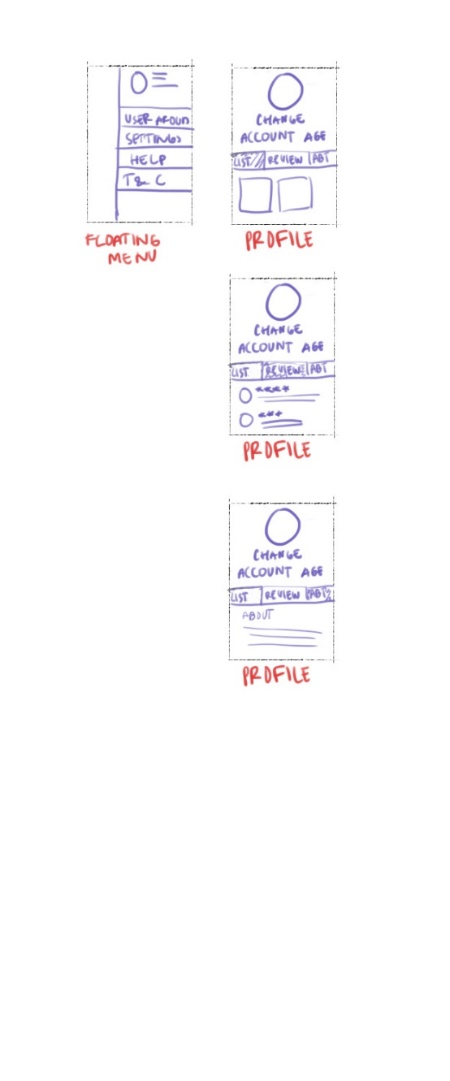 USER AROUN
SETTINGS
HELP
T& C
FLOATING
MENU
CHANGE
ACCOUNT AGE
LIST REVIEW ABT
PROFILE
CHANGE
ACCOUNT AGE
LIST REVIEW ABT
PROFILE
CHANGE
ACCOUNT AGE
LIST REVIEW ABT
ABOUT
PROFILE